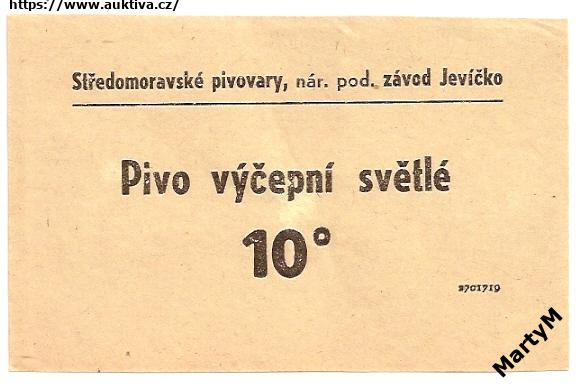 https://www.auktiva.cz/
Středomoravské pivovary, nár. pod. závod Jevíčko
Pivo výčepní světlé
10°
2701719
MartyM